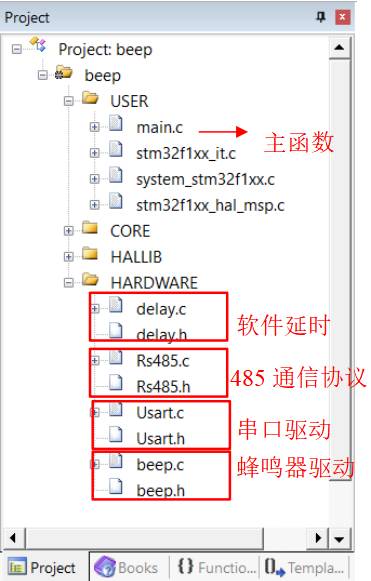 Project
Project: beep
beep
USER
main.c
主函数
stm32f1xx_it.c
system_stm32f1xx.c
stm32f1xx_hal_msp.c
CORE
HALLIB
HARDWARE
delay.c
软件延时
delay.h
Rs485.c
485 通信协议
Rs485.h
Usart.c
串口驱动
Usart.h
beep.c
蜂鸣器驱动
beep.h
Project Books {} Functio... 0 Templa...